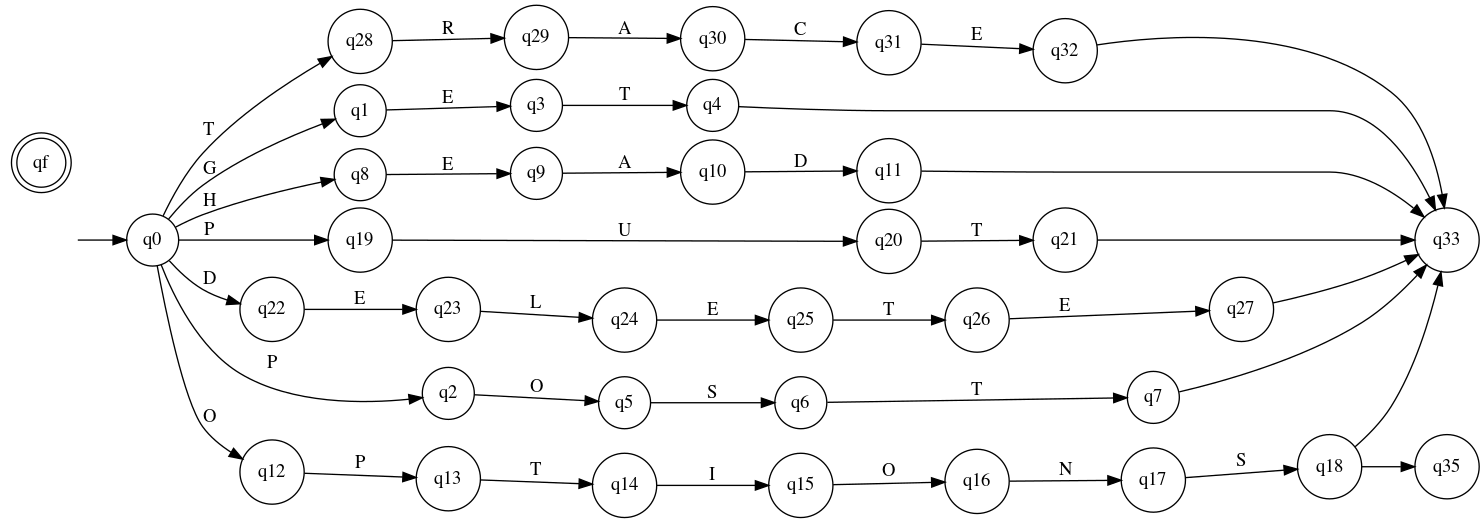 T q28 R q29 A q30 C q31 E q32
G q1 E q3 T q4
qf
H q8 E q9 A q10 D q11
q0 P q19 U q20 T q21 q33
D q22 E q23 L q24 E q25 T q26 E q27
P q2 O q5 S q6 T q7
O q12 P q13 T q14 I q15 O q16 N q17 S q18 q35